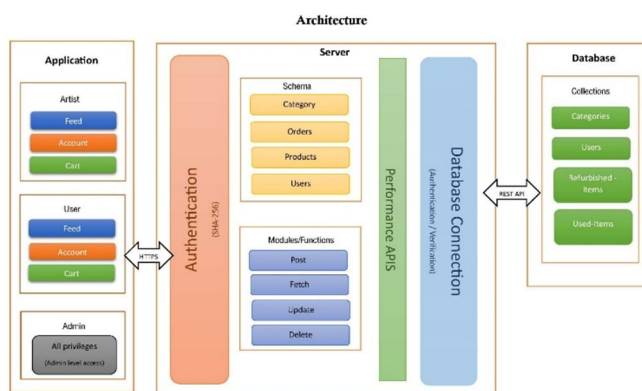 Architecture
Application
Artist
Feed
Account
Cart
User
Feed
Account
Cart
Admin
All privileges
(Admin level access)
HTTPS
Server
Authentication
(SHA-256)
Schema
Category
Orders
Products
Users
Modules/Functions
Post
Fetch
Update
Delete
Performance APIS
Database Connection
(Authentication / Verification)
REST API
Database
Collections
Categories
Users
Refurbished -
Items
Used-Items